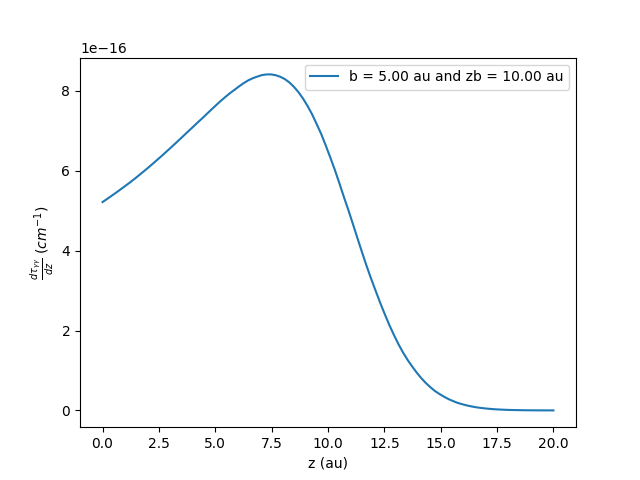 1e−16
b = 5.00 au and zb = 10.00 au
8
6
4
2
0
dτγγ/dz (cm−1)
0.0 2.5 5.0 7.5 10.0 12.5 15.0 17.5 20.0
z (au)